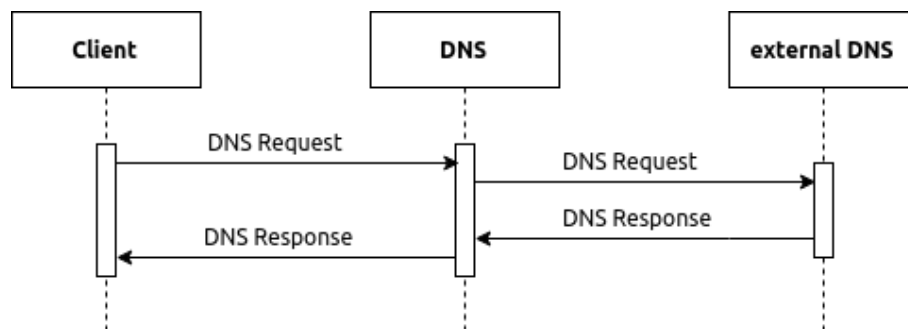 Client
DNS
external DNS
DNS Request
DNS Request
DNS Response
DNS Response